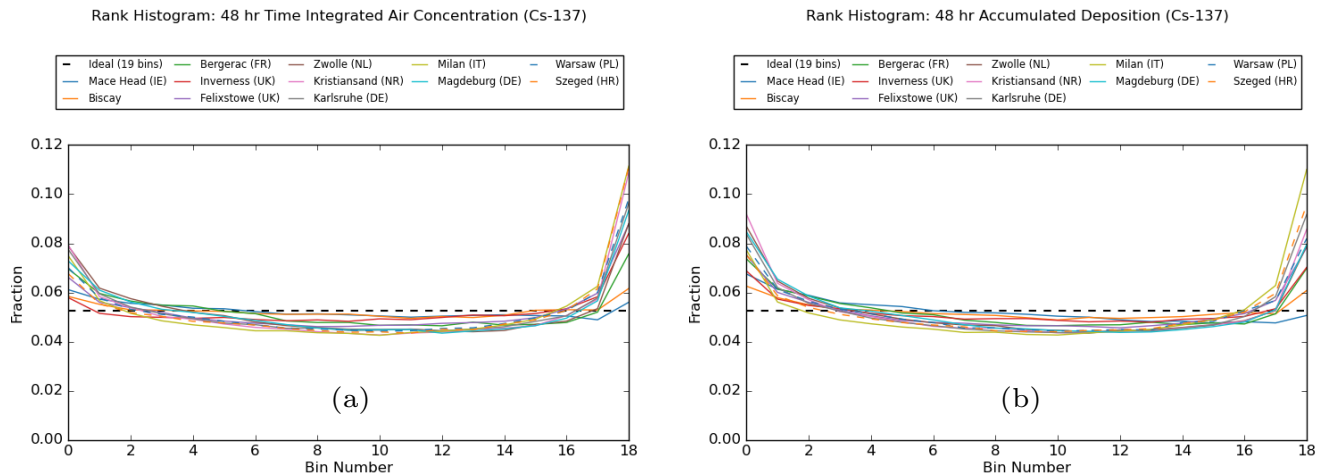 Rank Histogram: 48 hr Time Integrated Air Concentration (Cs-137)
Ideal (19 bins) Bergerac (FR) Zwolle (NL) Milan (IT) Warsaw (PL)
Mace Head (IE) Inverness (UK) Kristiansand (NR) Magdeburg (DE) Szeged (HR)
Biscay Felixstowe (UK) Karlsruhe (DE)
0.12
0.10
0.08
0.06
0.04
0.02
0.00
Fraction
(a)
0 2 4 6 8 10 12 14 16 18
Bin Number
Rank Histogram: 48 hr Accumulated Deposition (Cs-137)
Ideal (19 bins) Bergerac (FR) Zwolle (NL) Milan (IT) Warsaw (PL)
Mace Head (IE) Inverness (UK) Kristiansand (NR) Magdeburg (DE) Szeged (HR)
Biscay Felixstowe (UK) Karlsruhe (DE)
0.12
0.10
0.08
0.06
0.04
0.02
0.00
Fraction
(b)
0 2 4 6 8 10 12 14 16 18
Bin Number